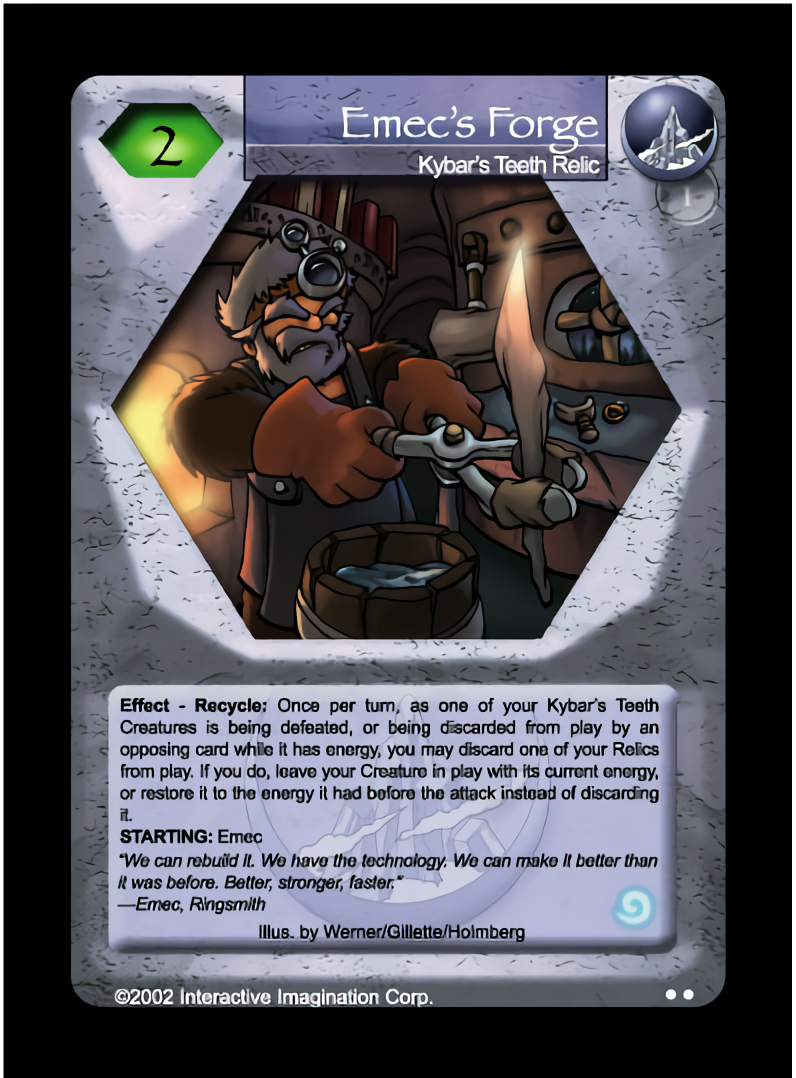 2
Emec's Forge
Kybar's Teeth Relic
1
Effect - Recycle: Once per turn, as one of your Kybar's Teeth
Creatures is being defeated, or being discarded from play by an
opposing card while it has energy, you may discard one of your Relics
from play. If you do, leave your Creature in play with its current energy,
or restore it to the energy it had before the attack instead of discarding
it.
STARTING: Emec
"We can rebuild it. We have the technology. We can make it better than
it was before. Better, stronger, faster."
—Emec, Ringsmith
Illus. by Werner/Gillette/Holmberg
©2002 Interactive Imagination Corp.